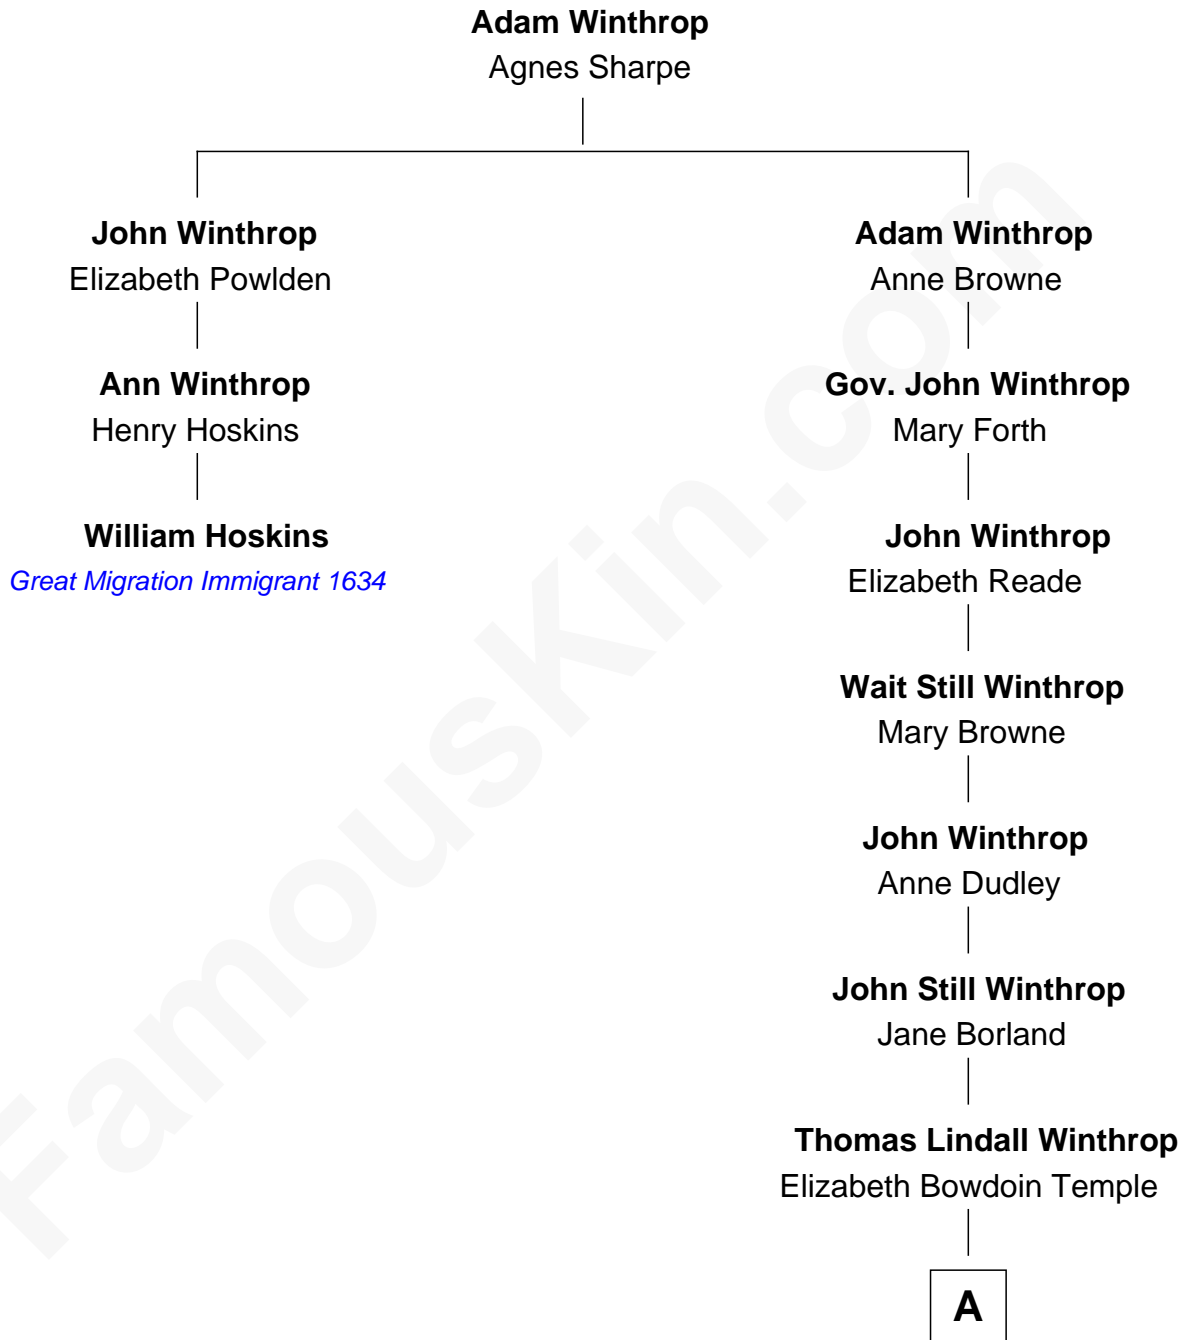 Adam Winthrop
Agnes Sharpe
John Winthrop
Elizabeth Powlden
Adam Winthrop
Anne Browne
Ann Winthrop
Henry Hoskins
Gov. John Winthrop
Mary Forth
William Hoskins
Great Migration Immigrant 1634
John Winthrop
Elizabeth Reade
Wait Still Winthrop
Mary Browne
John Winthrop
Anne Dudley
John Still Winthrop
Jane Borland
Thomas Lindall Winthrop
Elizabeth Bowdoin Temple
A
FamousKin.com